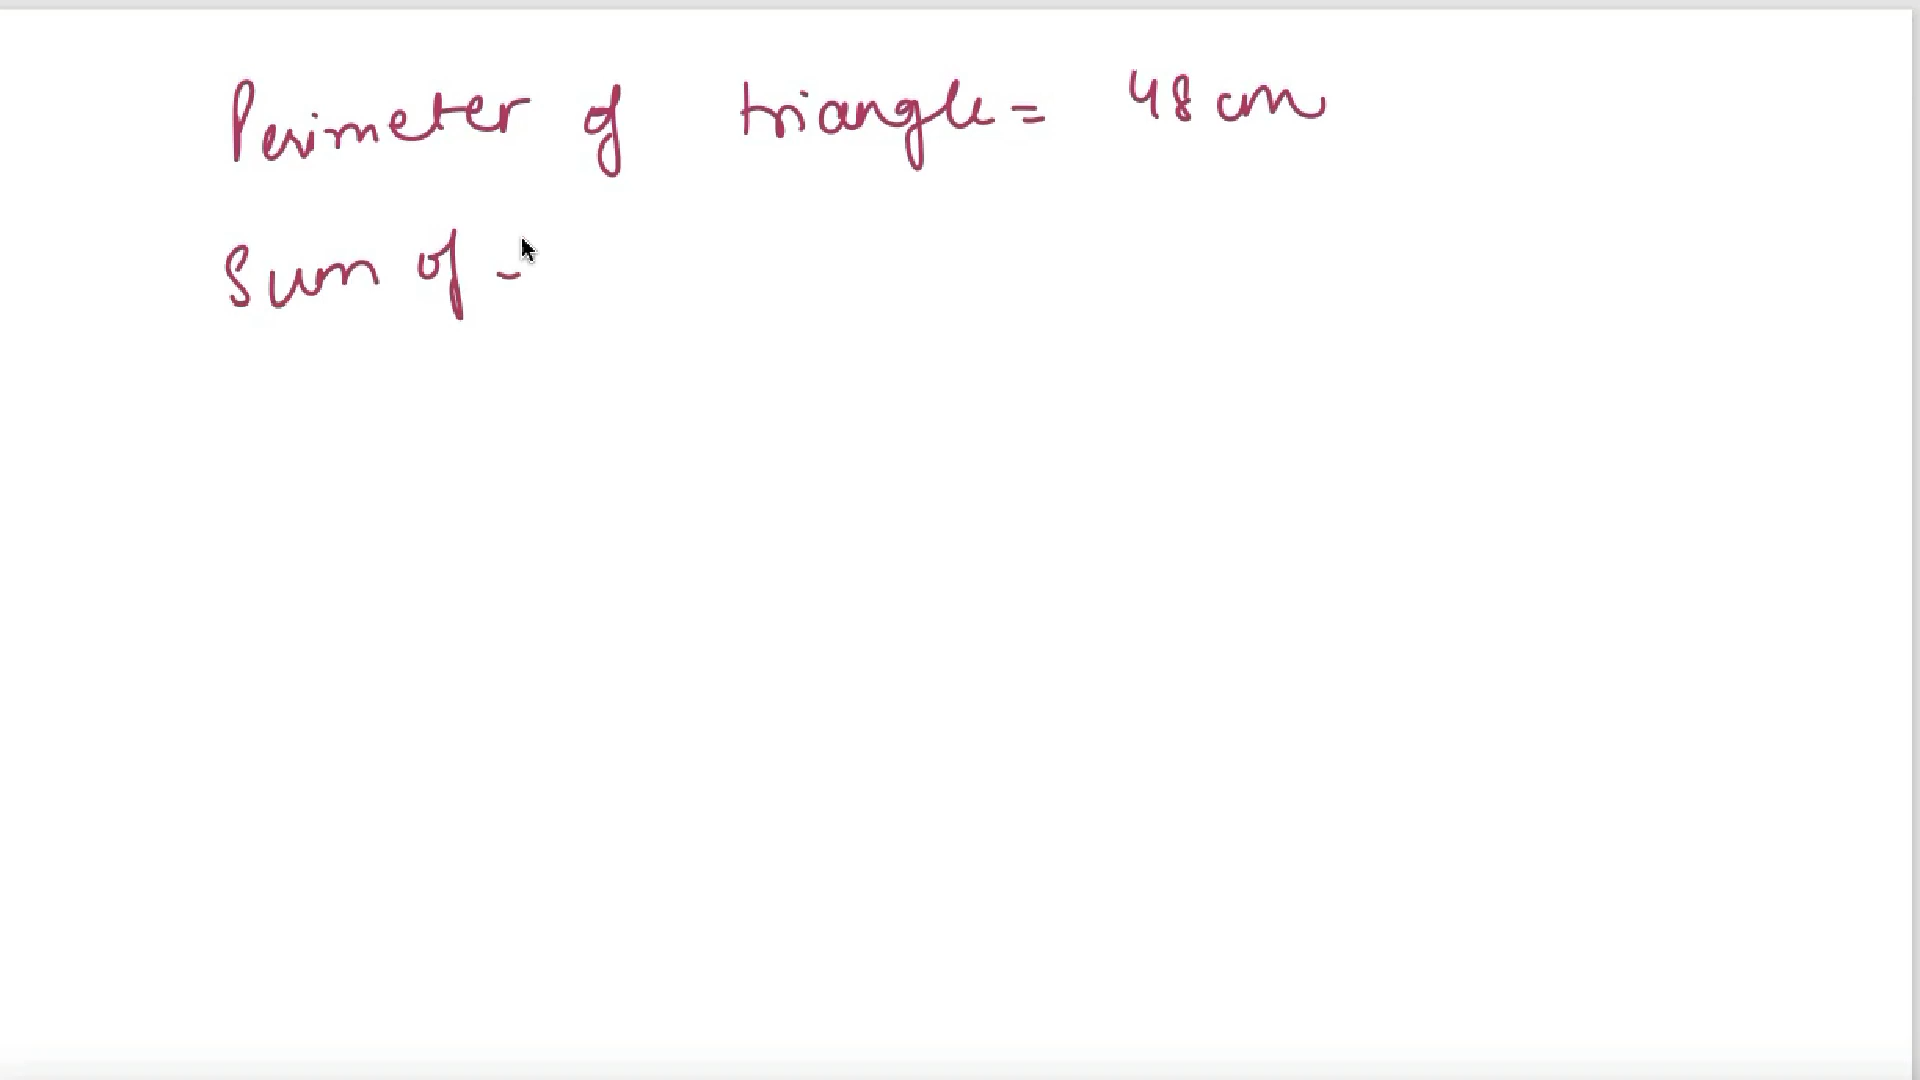 Perimeter of triangle = 48 cm
Sum of